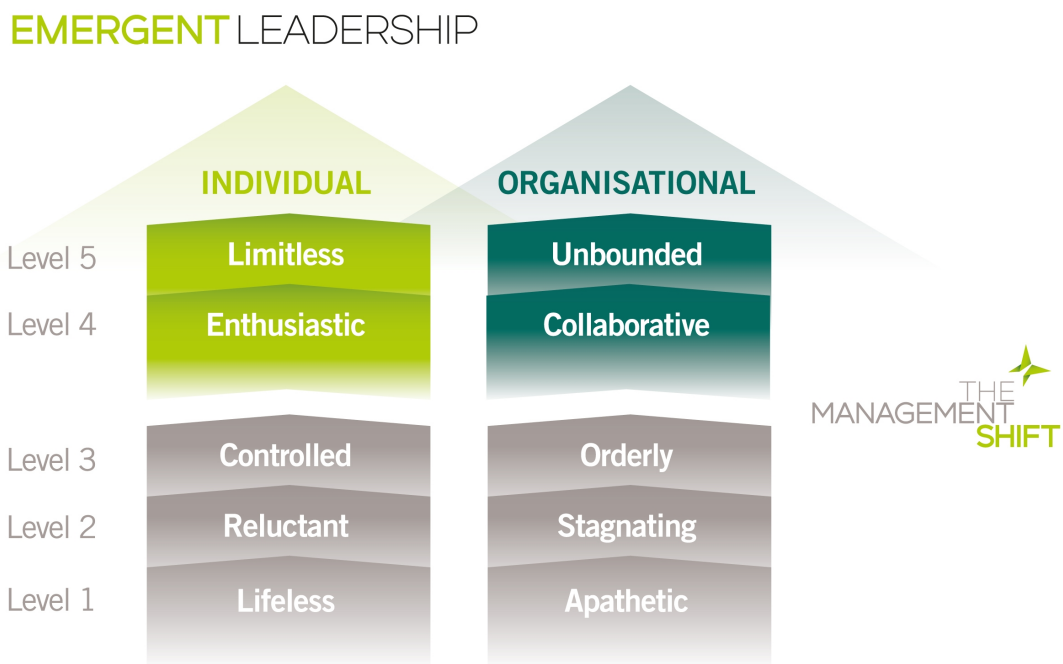 EMERGENT LEADERSHIP
INDIVIDUAL ORGANISATIONAL
Level 5 Limitless Unbounded
Level 4 Enthusiastic Collaborative
THE
MANAGEMENT
SHIFT
Level 3 Controlled Orderly
Level 2 Reluctant Stagnating
Level 1 Lifeless Apathetic